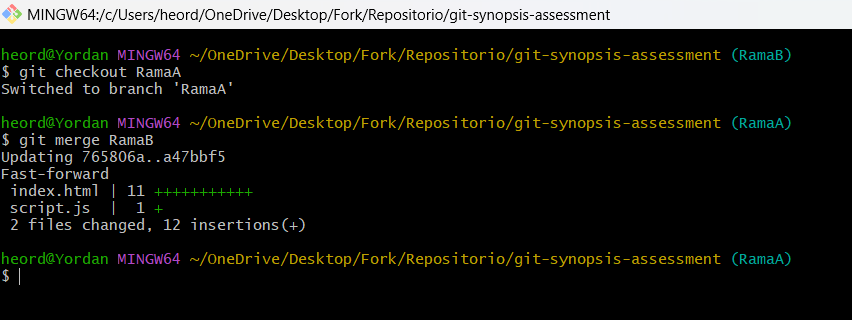 MINGW64:/c/Users/heord/OneDrive/Desktop/Fork/Repositorio/git-synopsis-assessment
heord@Yordan MINGW64 ~/OneDrive/Desktop/Fork/Repositorio/git-synopsis-assessment (RamaB)
$ git checkout RamaA
Switched to branch 'RamaA'
heord@Yordan MINGW64 ~/OneDrive/Desktop/Fork/Repositorio/git-synopsis-assessment (RamaA)
$ git merge RamaB
Updating 765806a..a47bbf5
Fast-forward
 index.html | 11 +++++++++++
 script.js  |  1 +
 2 files changed, 12 insertions(+)
heord@Yordan MINGW64 ~/OneDrive/Desktop/Fork/Repositorio/git-synopsis-assessment (RamaA)
$